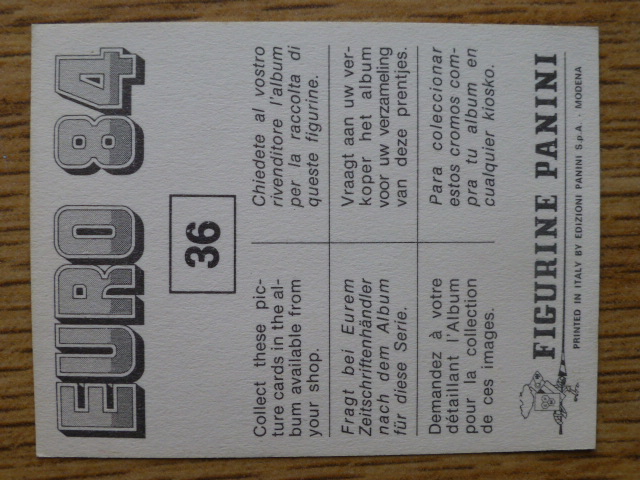 EURO 84
36
Collect these pic-
ture cards in the al-
bum available from
your shop.
Chiedete al vostro
rivenditore l'album
per la raccolta di
queste figurine.
Fragt bei Eurem
Zeitschriftenhändler
nach dem Album
für diese Serie.
Vraagt aan uw ver-
koper het album
voor uw verzameling
van deze prentjes.
Demandez à votre
détaillant l'Album
pour la collection
de ces images.
Para coleccionar
estos cromos com-
pra tu album en
cualquier kiosko.
FIGURINE PANINI
PRINTED IN ITALY BY EDIZIONI PANINI S.p.A. - MODENA